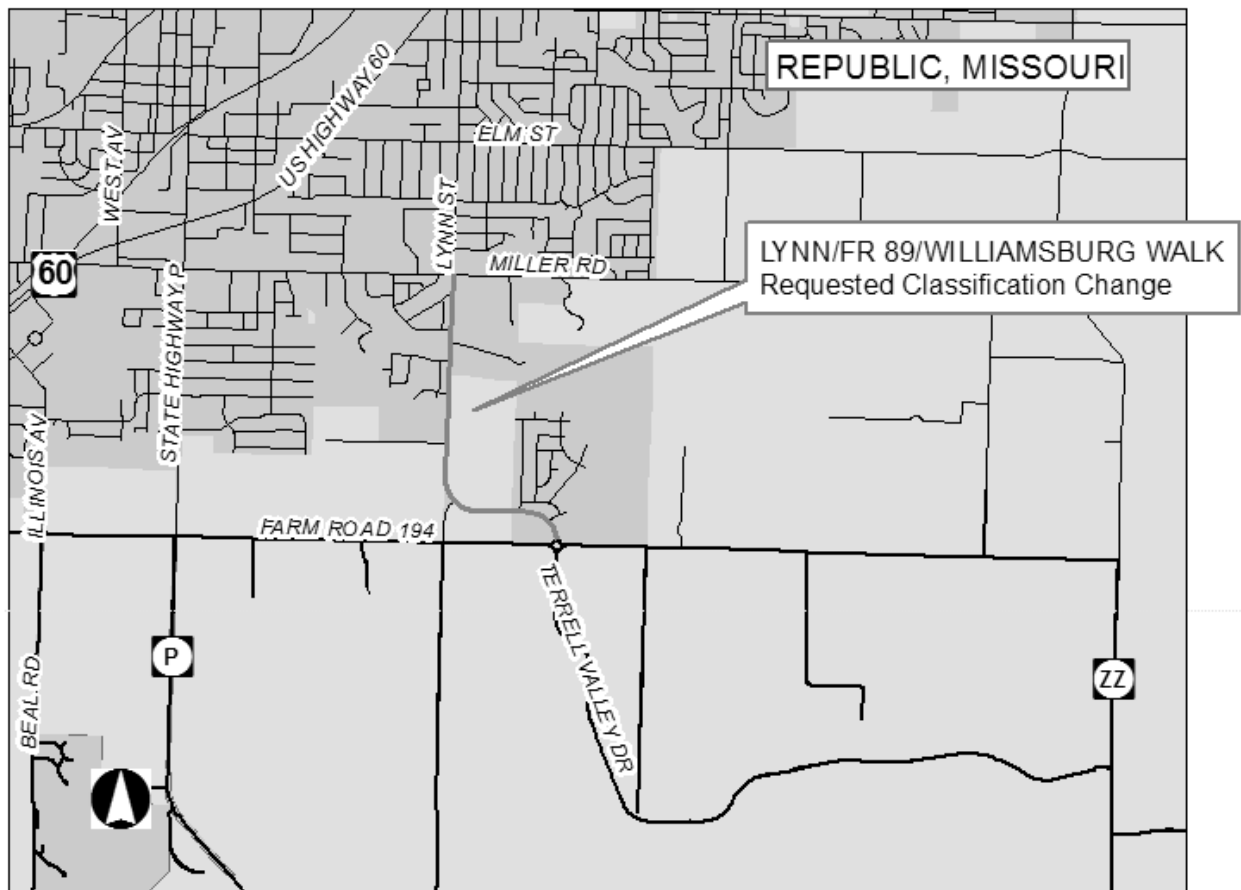 REPUBLIC, MISSOURI
US HIGHWAY 60
ELM ST
WEST AV
LYNN ST
LYNN/FR 89/WILLIAMSBURG WALK
Requested Classification Change
MILLER RD
60
STATE HIGHWAY P
ILLINOIS AV
FARM ROAD 194
TERRELL VALLEY DR
P
ZZ
BEAL RD